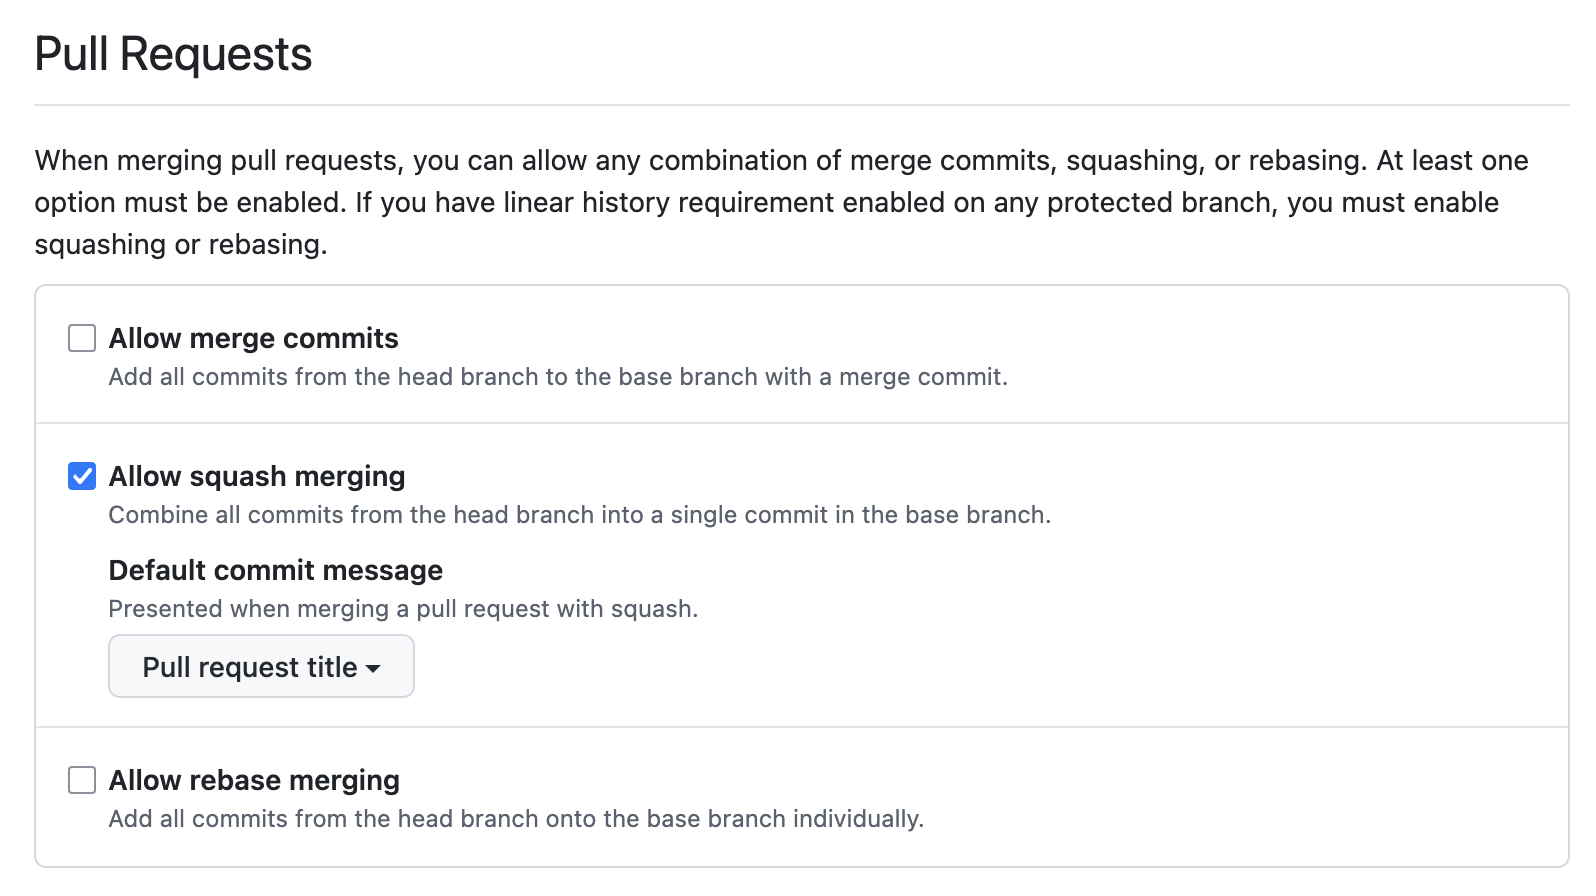 Pull Requests
When merging pull requests, you can allow any combination of merge commits, squashing, or rebasing. At least one
option must be enabled. If you have linear history requirement enabled on any protected branch, you must enable
squashing or rebasing.
Allow merge commits
Add all commits from the head branch to the base branch with a merge commit.
Allow squash merging
Combine all commits from the head branch into a single commit in the base branch.
Default commit message
Presented when merging a pull request with squash.
Pull request title
Allow rebase merging
Add all commits from the head branch onto the base branch individually.